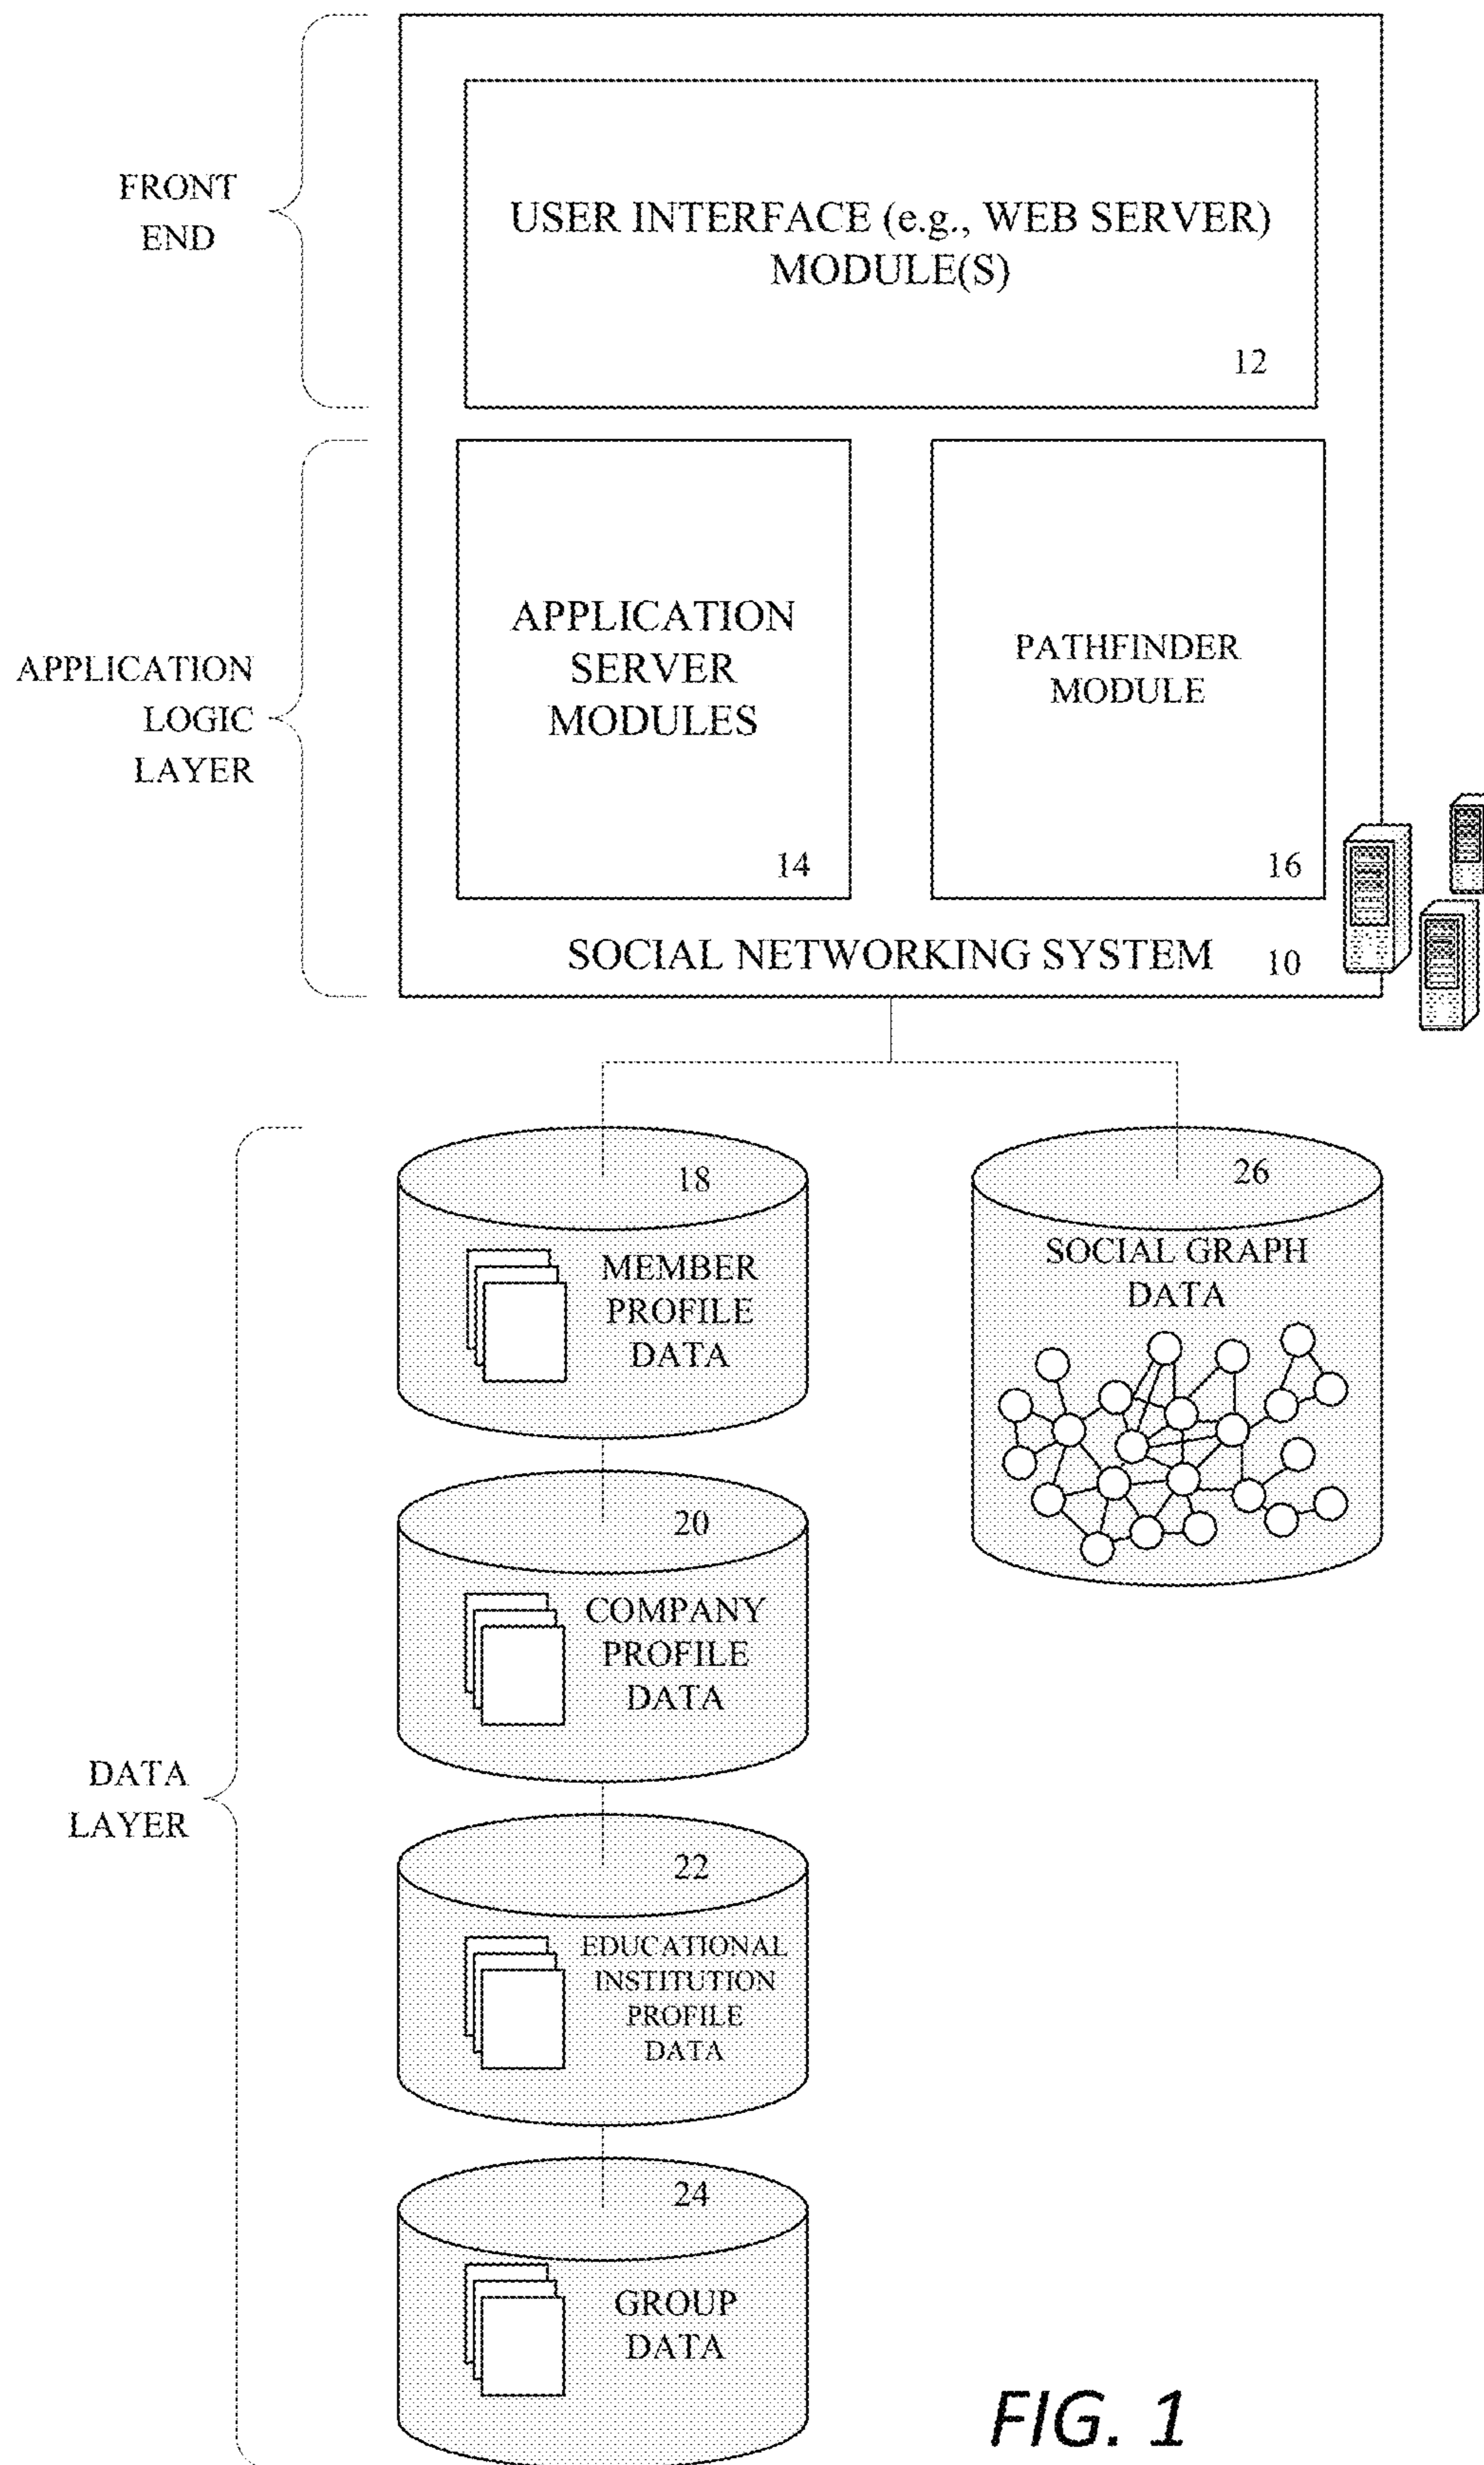 FRONT
END
USER INTERFACE (e.g., WEB SERVER)
MODULE(S)
12
APPLICATION
LOGIC
LAYER
APPLICATION
SERVER
MODULES
14
PATHFINDER
MODULE
16
SOCIAL NETWORKING SYSTEM 10
DATA
LAYER
18
MEMBER
PROFILE
DATA
26
SOCIAL GRAPH
DATA
20
COMPANY
PROFILE
DATA
22
EDUCATIONAL
INSTITUTION
PROFILE
DATA
24
GROUP
DATA
FIG. 1